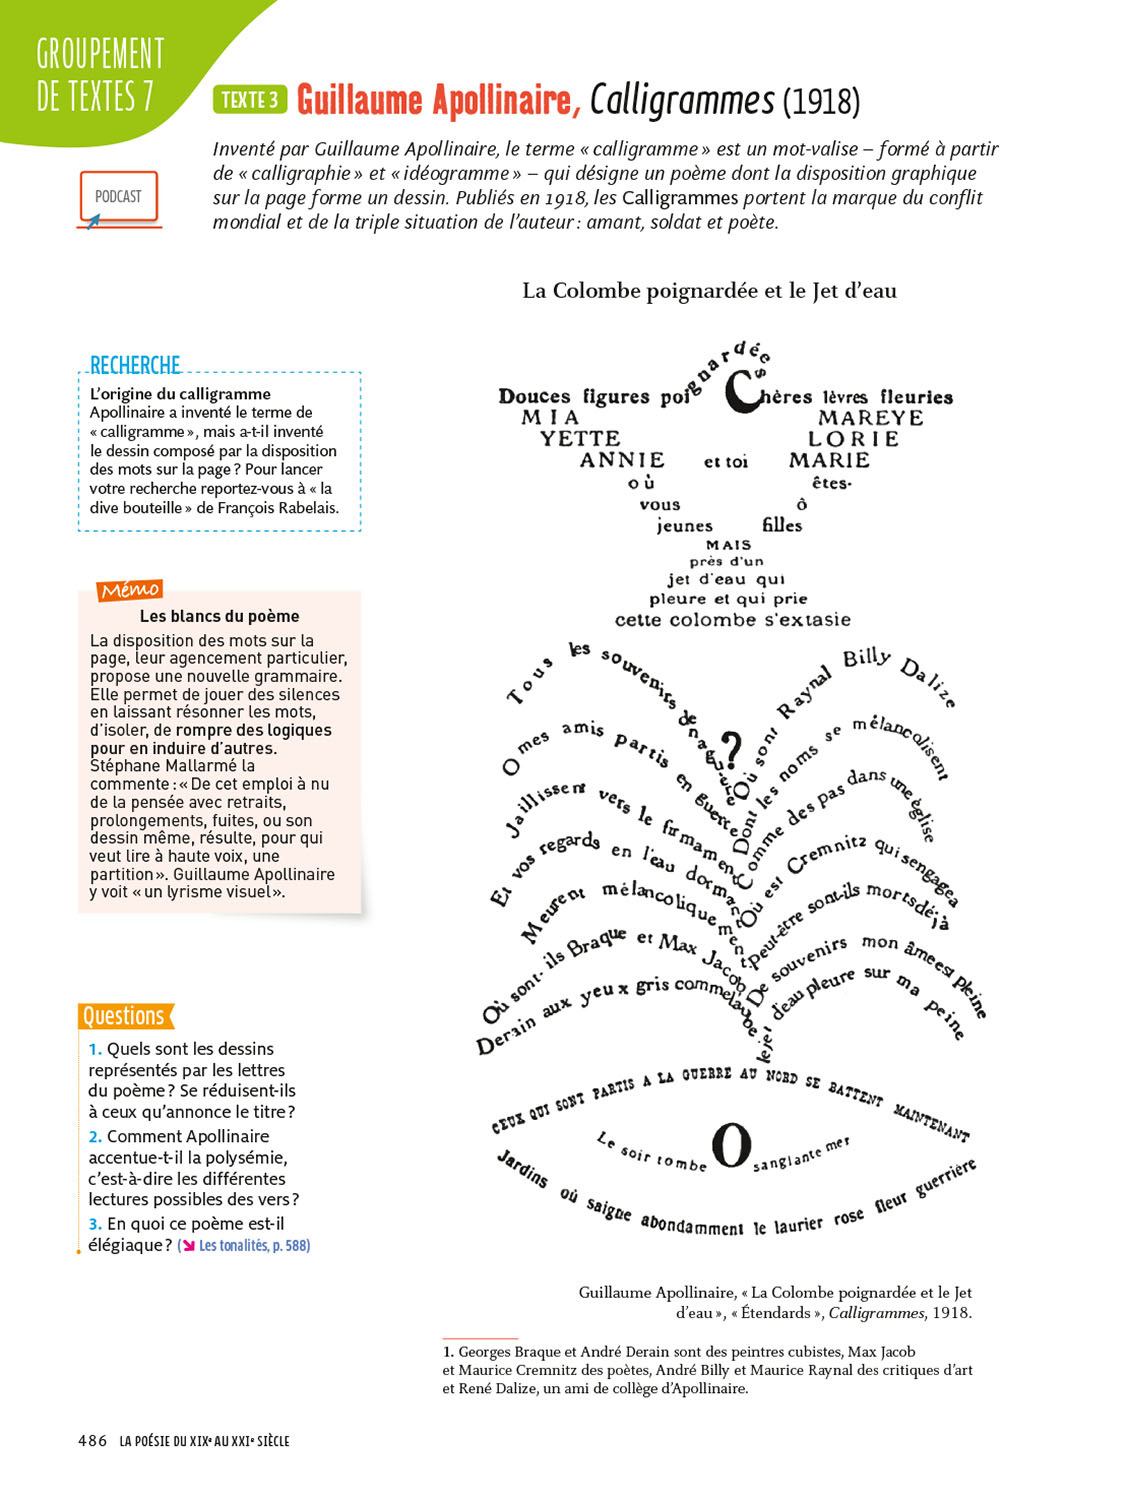 GROUPEMENT
DE TEXTES 7
TEXTE 3 Guillaume Apollinaire, Calligrammes (1918)
Inventé par Guillaume Apollinaire, le terme « calligramme » est un mot-valise – formé à partir
de « calligraphie » et « idéogramme » – qui désigne un poème dont la disposition graphique
sur la page forme un dessin. Publiés en 1918, les Calligrammes portent la marque du conflit
mondial et de la triple situation de l'auteur : amant, soldat et poète.
PODCAST
La Colombe poignardée et le Jet d'eau
Douces figures poignardées Chères lèvres fleuries
MIA MAREYE
YETTE LORIE
ANNIE et toi MARIE
où êtes-
vous ô
jeunes filles
MAIS
près d'un
jet d'eau qui
pleure et qui prie
cette colombe s'extasie
Tous les souvenirs de naguère
O mes amis partis en guerre
Jaillissent vers le firmament
Et vos regards en l'eau dormant
Meurent mélancoliquement
Où sont-ils Braque et Max Jacob
Derain aux yeux gris comme l'aube
?
Où sont Raynal Billy Dalize
Dont les noms se mélancolisent
Comme des pas dans une église
Où est Cremnitz qui s'engagea
Peut-être sont-ils morts déjà
De souvenirs mon âme est pleine
le jet d'eau pleure sur ma peine
CEUX QUI SONT PARTIS A LA GUERRE AU NORD SE BATTENT MAINTENANT
Le soir tombe O sanglante mer
Jardins où saigne abondamment le laurier rose fleur guerrière
Guillaume Apollinaire, « La Colombe poignardée et le Jet
d'eau », « Étendards », Calligrammes, 1918.
1. Georges Braque et André Derain sont des peintres cubistes, Max Jacob
et Maurice Cremnitz des poètes, André Billy et Maurice Raynal des critiques d'art
et René Dalize, un ami de collège d'Apollinaire.
RECHERCHE
L'origine du calligramme
Apollinaire a inventé le terme de
« calligramme », mais a-t-il inventé
le dessin composé par la disposition
des mots sur la page ? Pour lancer
votre recherche reportez-vous à « la
dive bouteille » de François Rabelais.
Mémo
Les blancs du poème
La disposition des mots sur la
page, leur agencement particulier,
propose une nouvelle grammaire.
Elle permet de jouer des silences
en laissant résonner les mots,
d'isoler, de rompre des logiques
pour en induire d'autres.
Stéphane Mallarmé la
commente : « De cet emploi à nu
de la pensée avec retraits,
prolongements, fuites, ou son
dessin même, résulte, pour qui
veut lire à haute voix, une
partition ». Guillaume Apollinaire
y voit « un lyrisme visuel ».
Questions
1. Quels sont les dessins
représentés par les lettres
du poème ? Se réduisent-ils
à ceux qu'annonce le titre ?
2. Comment Apollinaire
accentue-t-il la polysémie,
c'est-à-dire les différentes
lectures possibles des vers ?
3. En quoi ce poème est-il
élégiaque ? (Les tonalités, p. 588)
486 LA POÉSIE DU XIXe AU XXIe SIÈCLE